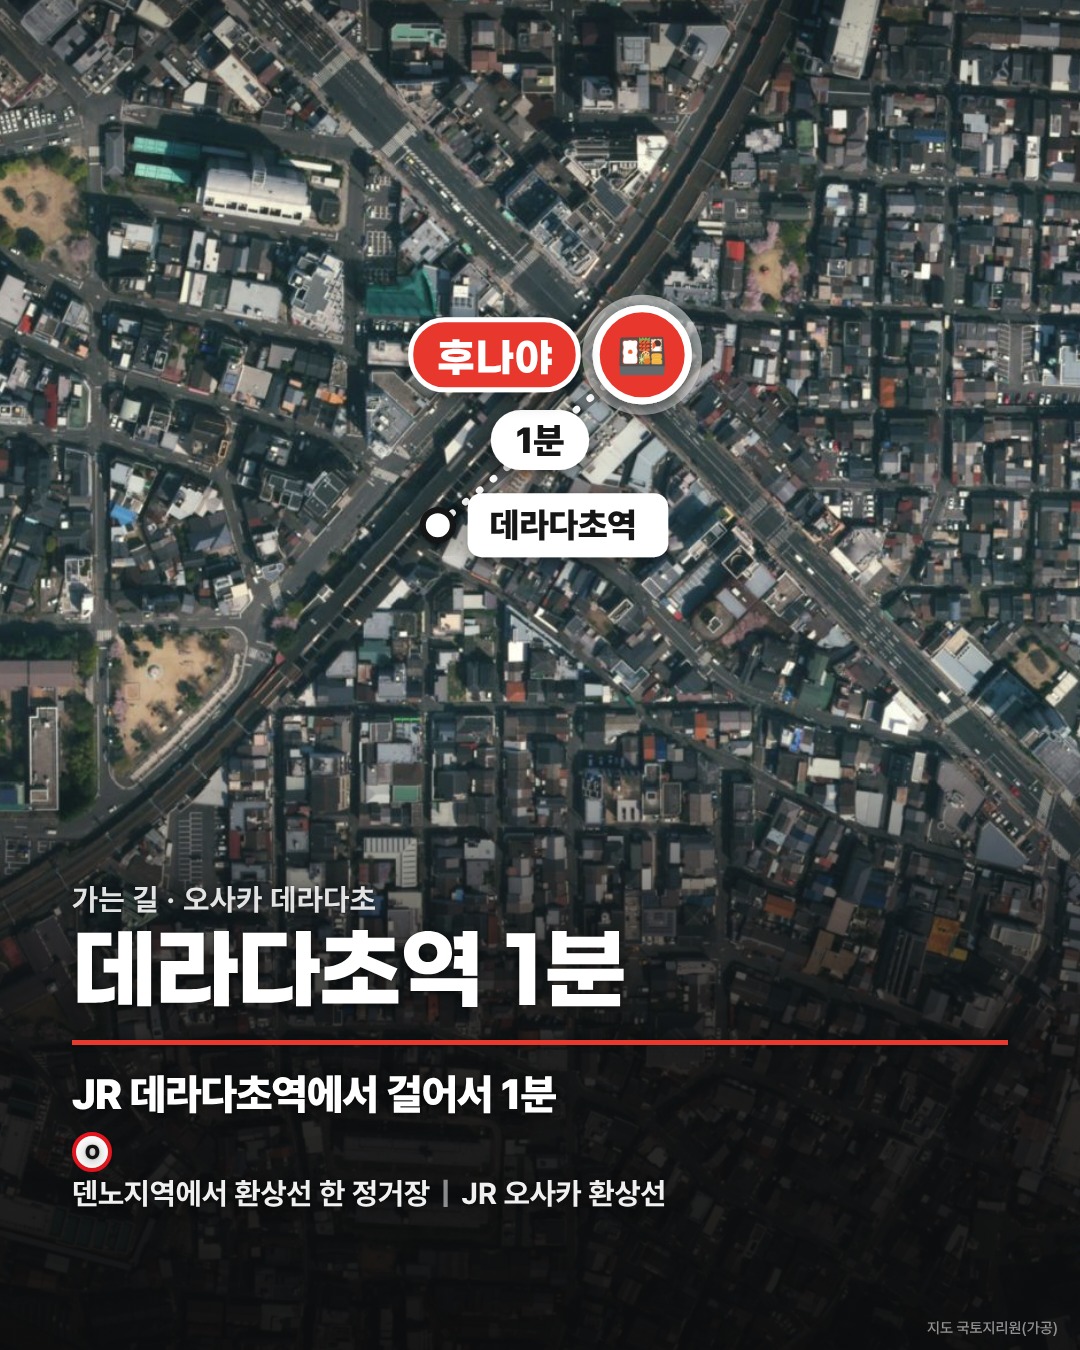 후나야
1분
데라다초역
가는 길 · 오사카 데라다초
데라다초역 1분
JR 데라다초역에서 걸어서 1분
O
덴노지역에서 환상선 한 정거장 | JR 오사카 환상선
지도 국토지리원(가공)